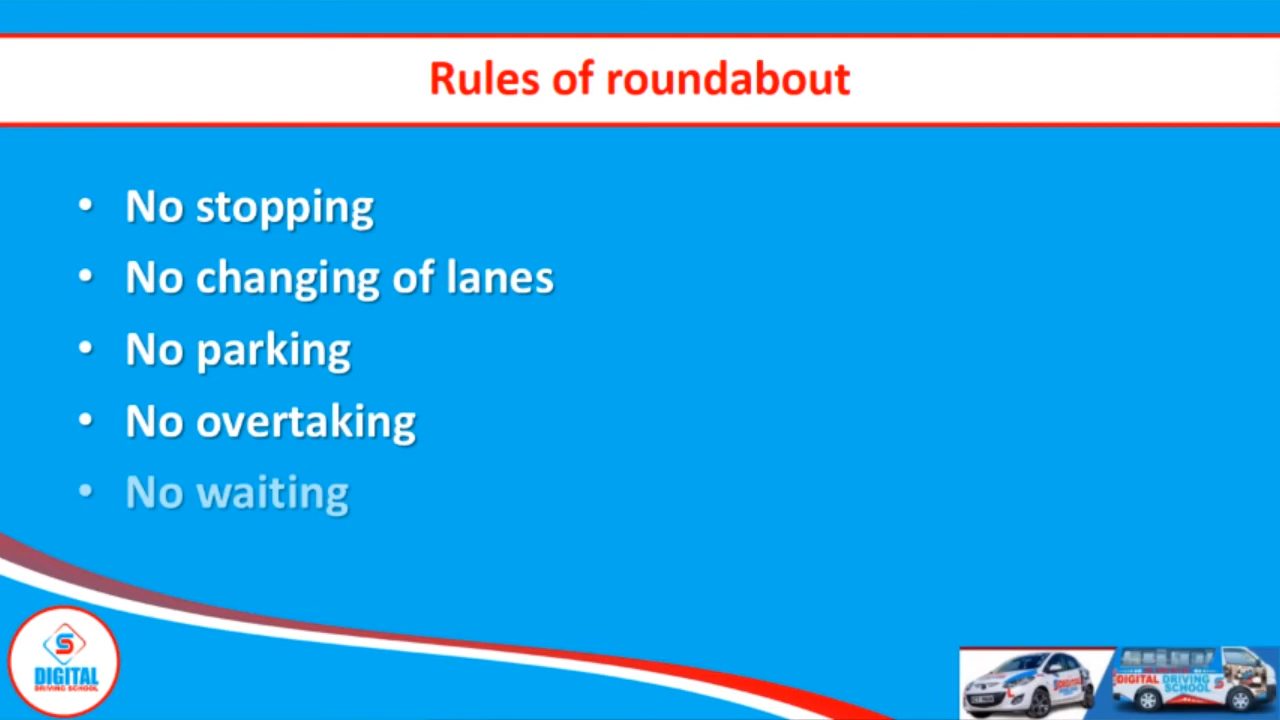 Rules of roundabout
• No stopping
• No changing of lanes
• No parking
• No overtaking
• No waiting
S
DIGITAL
DRIVING SCHOOL
DIGITAL DRIVING
SCHOOL